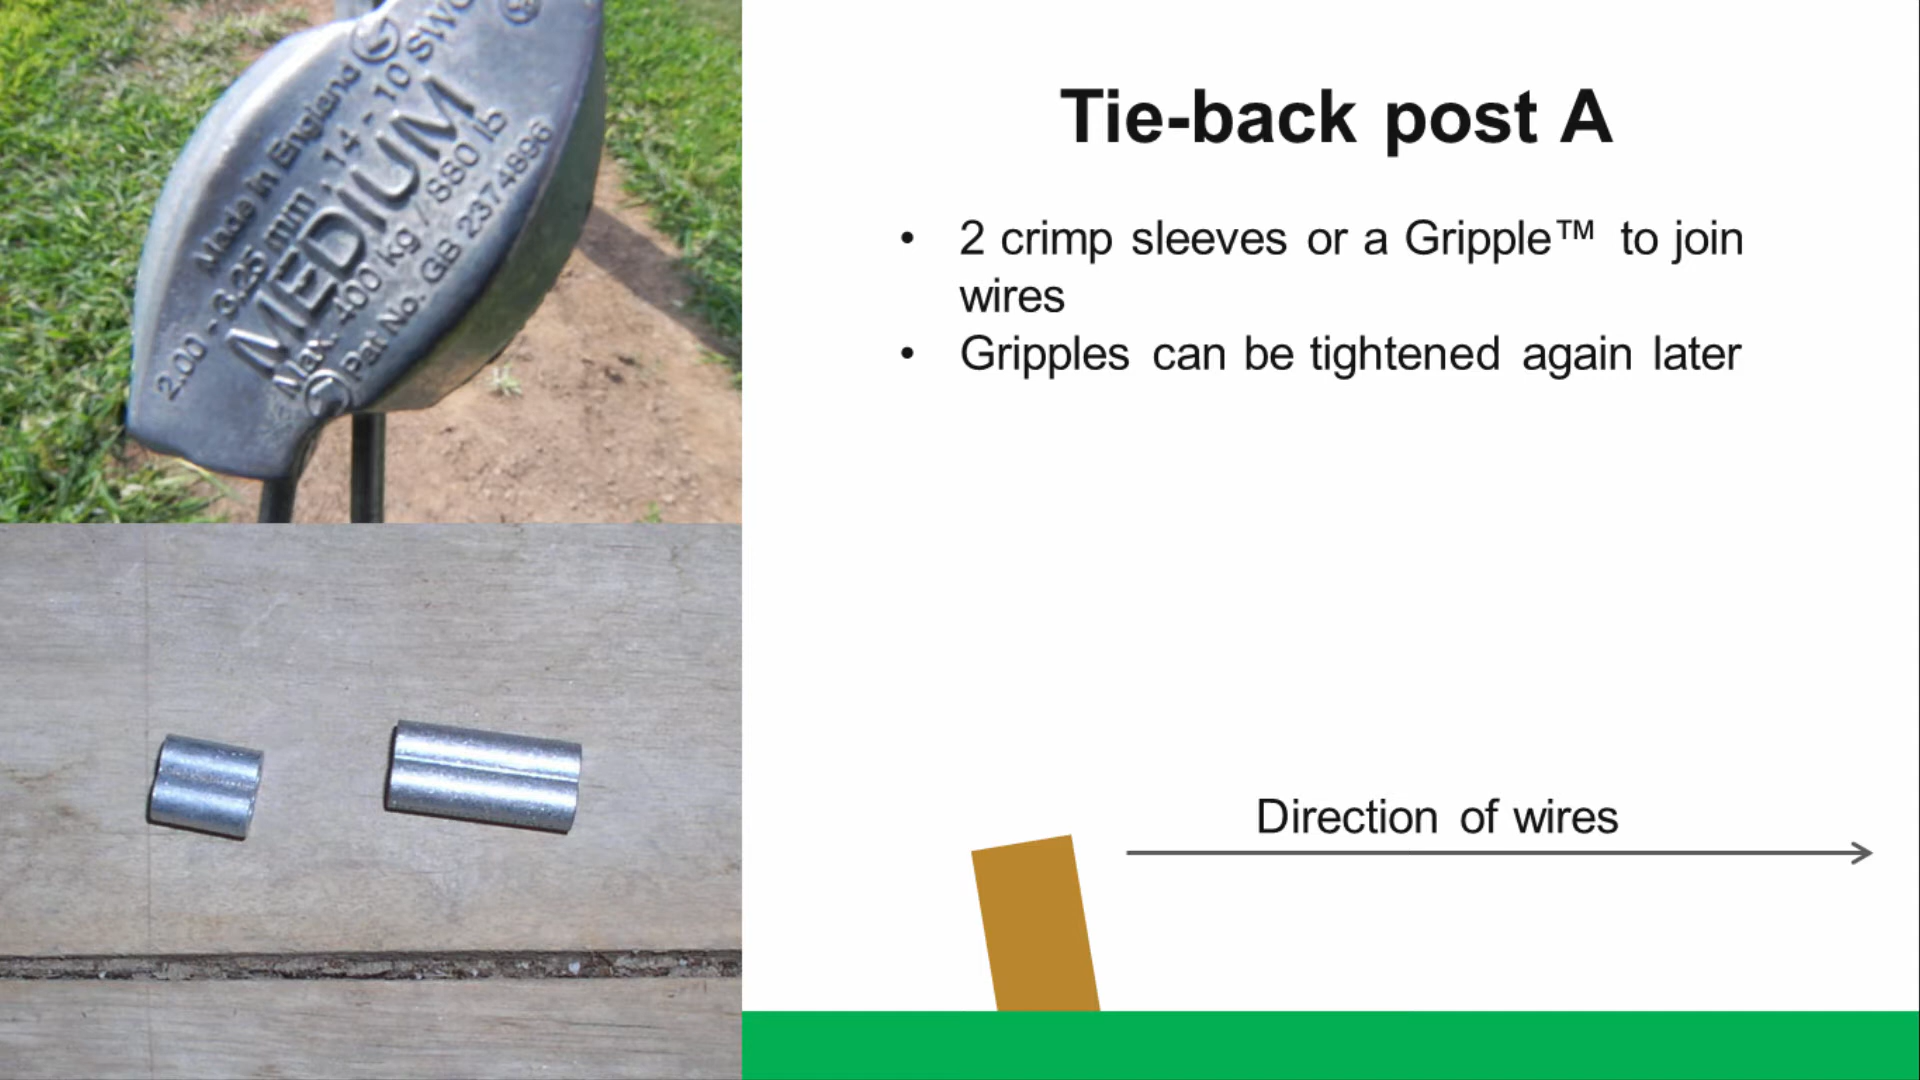 Made in England
2.00 - 3.25 mm 14 - 10 SWG
MEDIUM
Max. 400 kg / 880 lb
Pat No. GB 2374896
Tie-back post A
• 2 crimp sleeves or a Gripple™ to join
wires
• Gripples can be tightened again later
Direction of wires